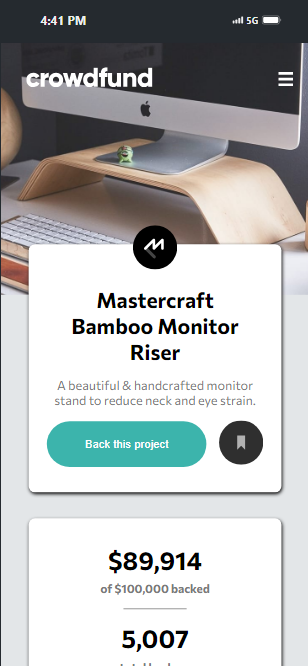 4:41 PM
5G
crowdfund
Mastercraft
Bamboo Monitor
Riser
A beautiful & handcrafted monitor
stand to reduce neck and eye strain.
Back this project
$89,914
of $100,000 backed
5,007